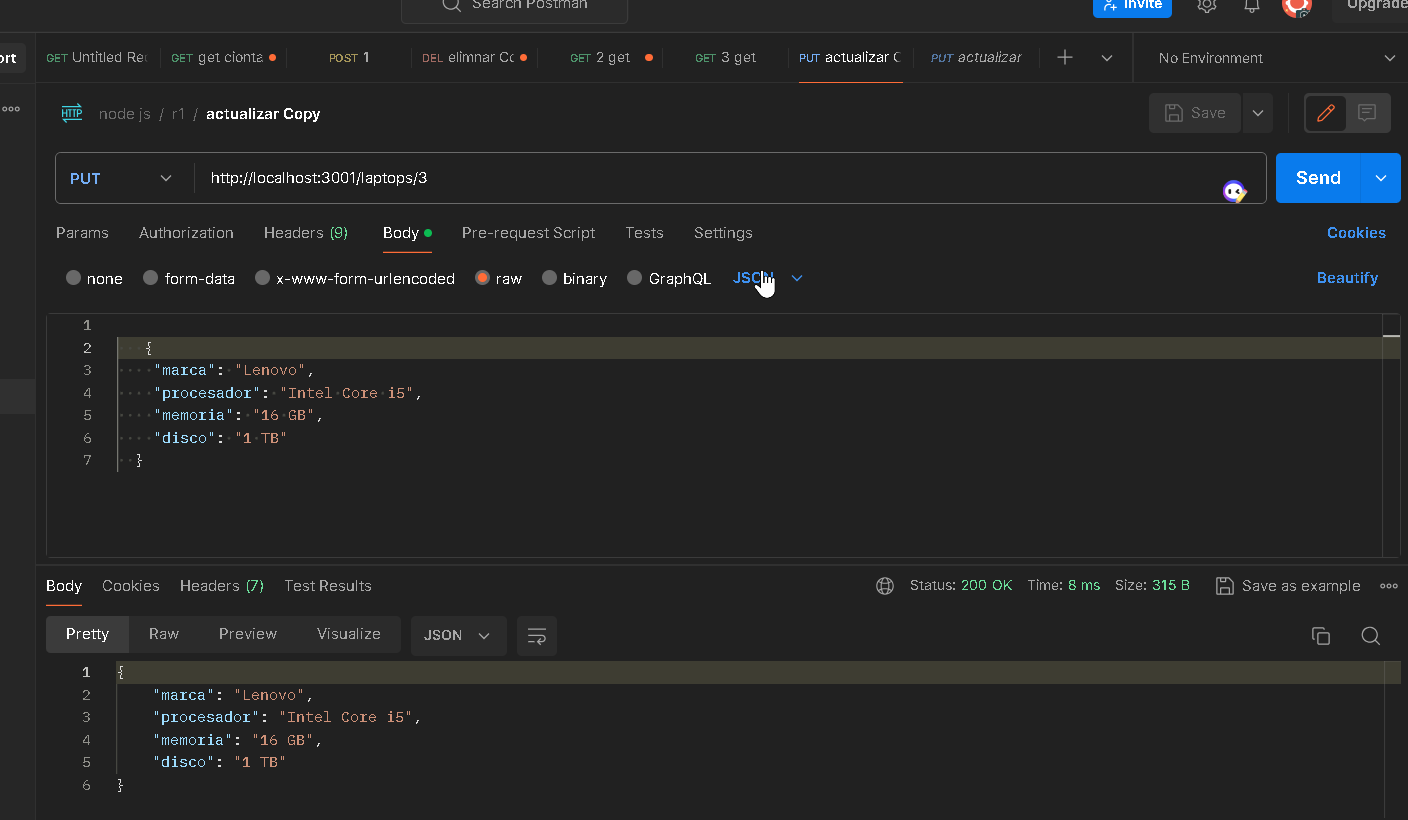 Search Postman
Invite
Upgrade
ort
GET Untitled Re
GET get cionta
POST 1
DEL elimnar Co
GET 2 get
GET 3 get
PUT actualizar C
PUT actualizar
No Environment
HTTP
node js / r1 / actualizar Copy
Save
PUT
http://localhost:3001/laptops/3
Send
Params
Authorization
Headers (9)
Body
Pre-request Script
Tests
Settings
Cookies
none
form-data
x-www-form-urlencoded
raw
binary
GraphQL
JSON
Beautify
1
2 {
3 "marca": "Lenovo",
4 "procesador": "Intel Core i5",
5 "memoria": "16 GB",
6 "disco": "1 TB"
7 }
Body
Cookies
Headers (7)
Test Results
Status: 200 OK
Time: 8 ms
Size: 315 B
Save as example
Pretty
Raw
Preview
Visualize
JSON
1 {
2 "marca": "Lenovo",
3 "procesador": "Intel Core i5",
4 "memoria": "16 GB",
5 "disco": "1 TB"
6 }